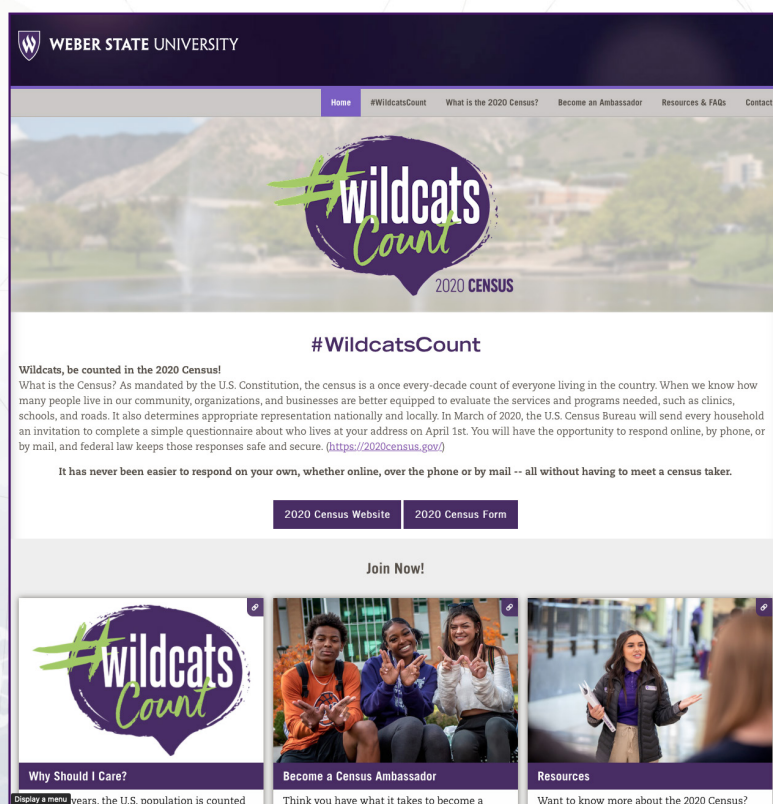 WEBER STATE UNIVERSITY
Home #WildcatsCount What is the 2020 Census? Become an Ambassador Resources & FAQs Contact
#wildcats
Count
2020 CENSUS
#WildcatsCount
Wildcats, be counted in the 2020 Census!
What is the Census? As mandated by the U.S. Constitution, the census is a once every-decade count of everyone living in the country. When we know how
many people live in our community, organizations, and businesses are better equipped to evaluate the services and programs needed, such as clinics,
schools, and roads. It also determines appropriate representation nationally and locally. In March of 2020, the U.S. Census Bureau will send every household
an invitation to complete a simple questionnaire about who lives at your address on April 1st. You will have the opportunity to respond online, by phone, or
by mail, and federal law keeps those responses safe and secure. (https://2020census.gov/)
It has never been easier to respond on your own, whether online, over the phone or by mail -- all without having to meet a census taker.
2020 Census Website 2020 Census Form
Join Now!
#wildcats
Count
Why Should I Care? Become a Census Ambassador Resources
Display a menu years, the U.S. population is counted Think you have what it takes to become a Want to know more about the 2020 Census?